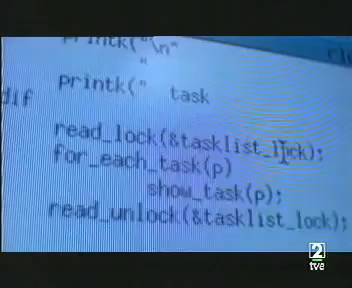 printk("\n"
"
printk(" task
dif
read_lock(&tasklist_lock);
for_each_task(p)
show_task(p);
read_unlock(&tasklist_lock);
2
tve